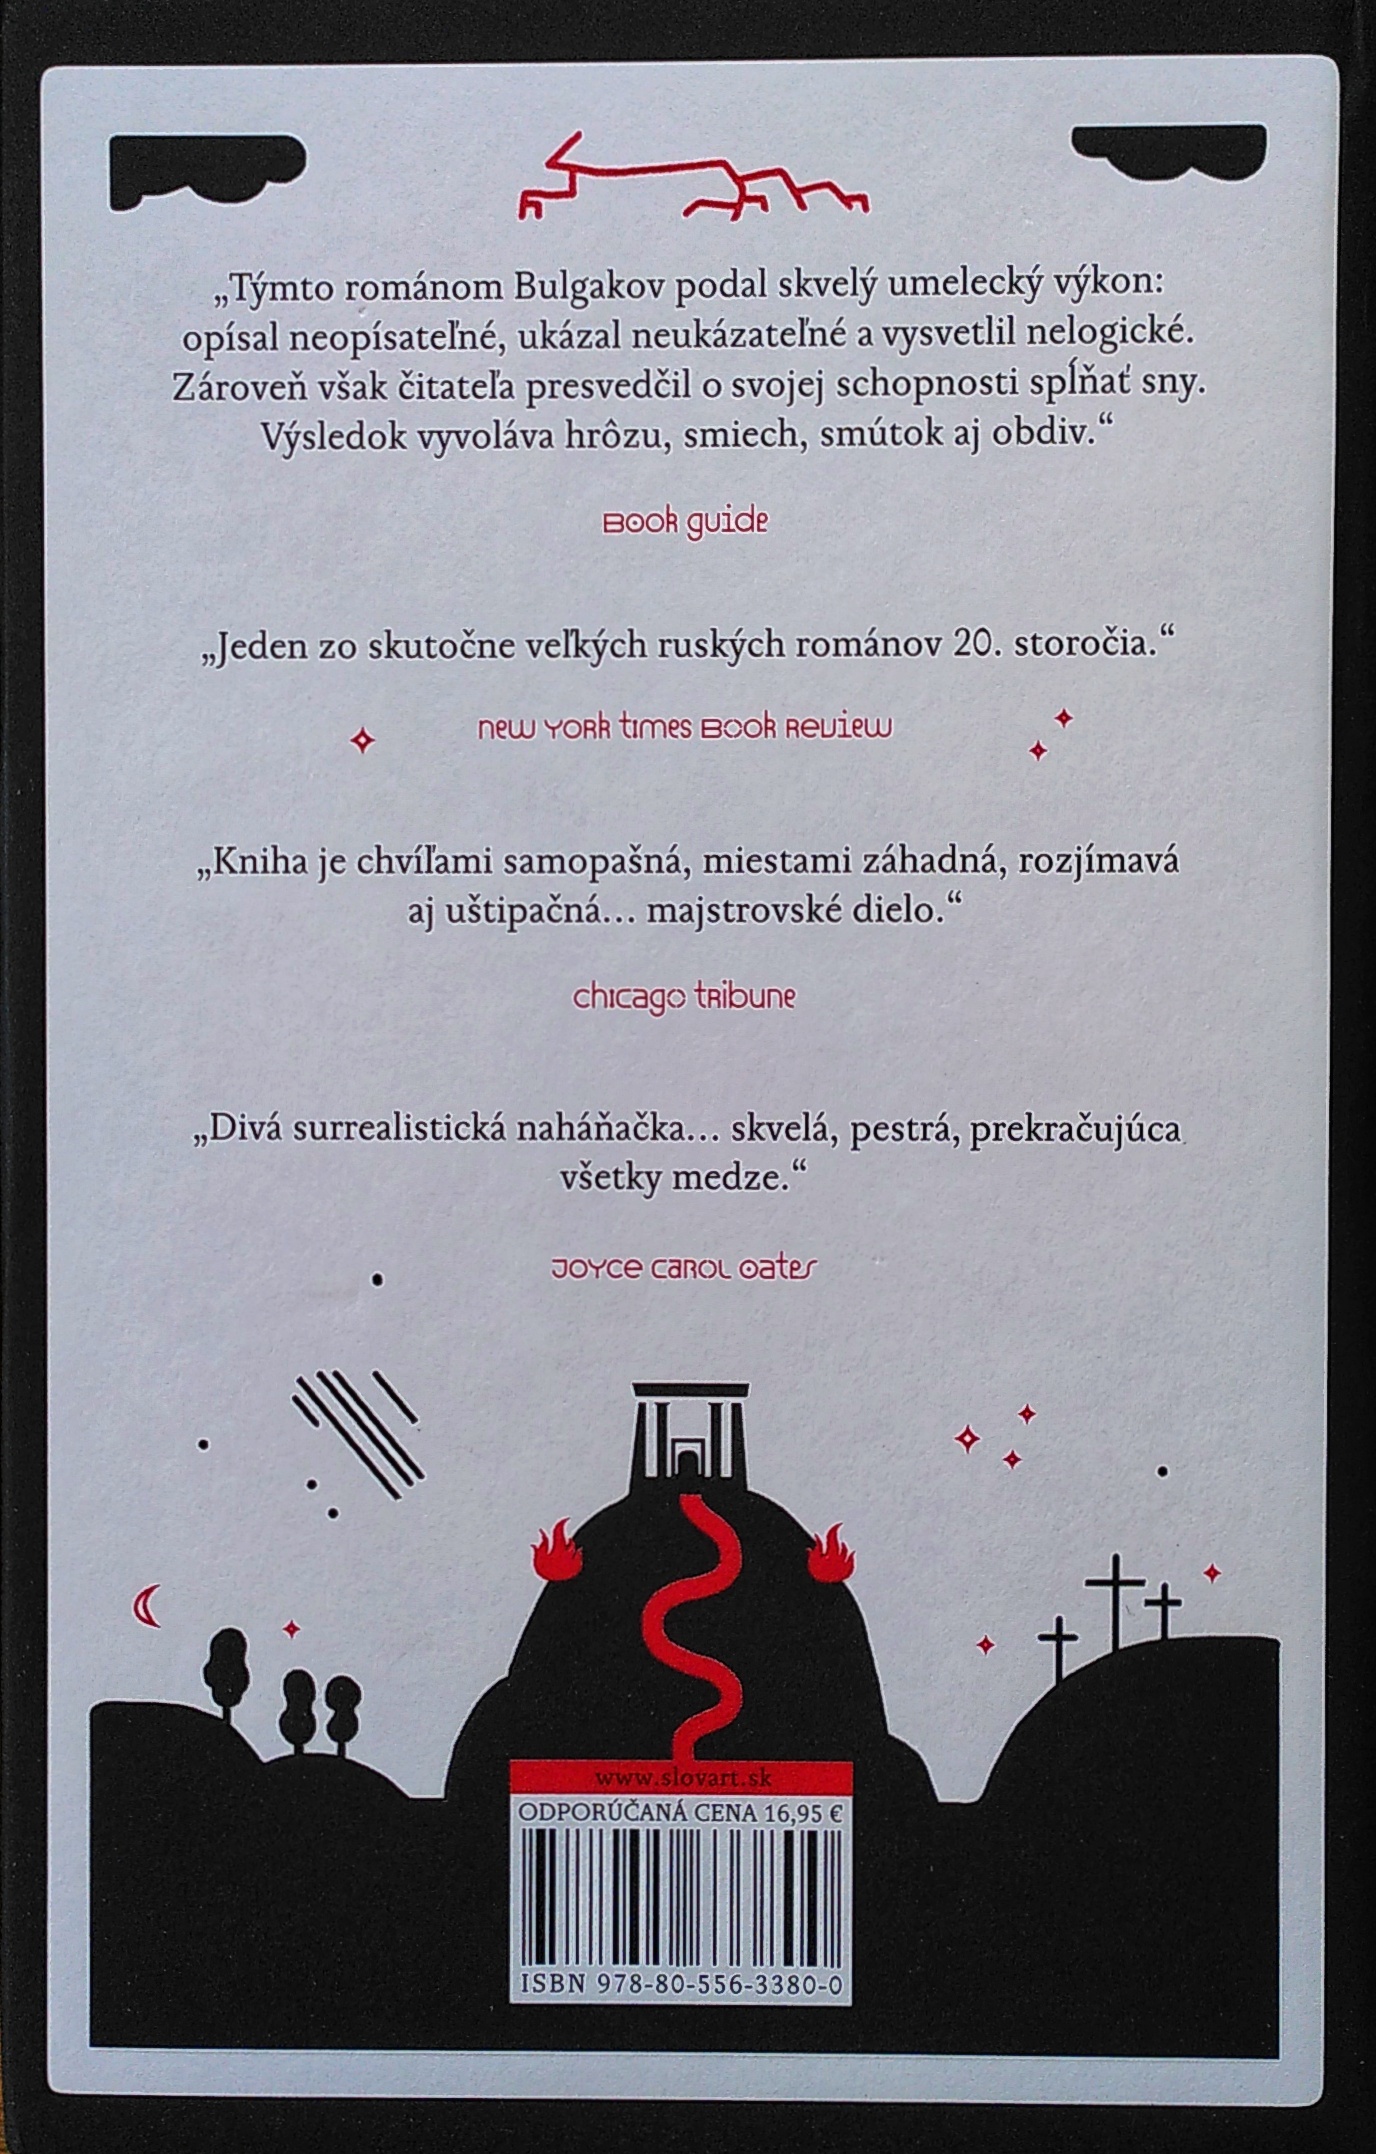 „Týmto románom Bulgakov podal skvelý umelecký výkon:
opísal neopísateľné, ukázal neukázateľné a vysvetlil nelogické.
Zároveň však čitateľa presvedčil o svojej schopnosti spĺňať sny.
Výsledok vyvoláva hrôzu, smiech, smútok aj obdiv.“
Book guide
„Jeden zo skutočne veľkých ruských románov 20. storočia.“
new york times Book Review
„Kniha je chvíľami samopašná, miestami záhadná, rozjímavá
aj uštipačná... majstrovské dielo.“
chicago tribune
„Divá surrealistická naháňačka... skvelá, pestrá, prekračujúca
všetky medze.“
Joyce Carol Oates
www.slovart.sk
ODPORÚČANÁ CENA 16,95 €
ISBN 978-80-556-3380-0